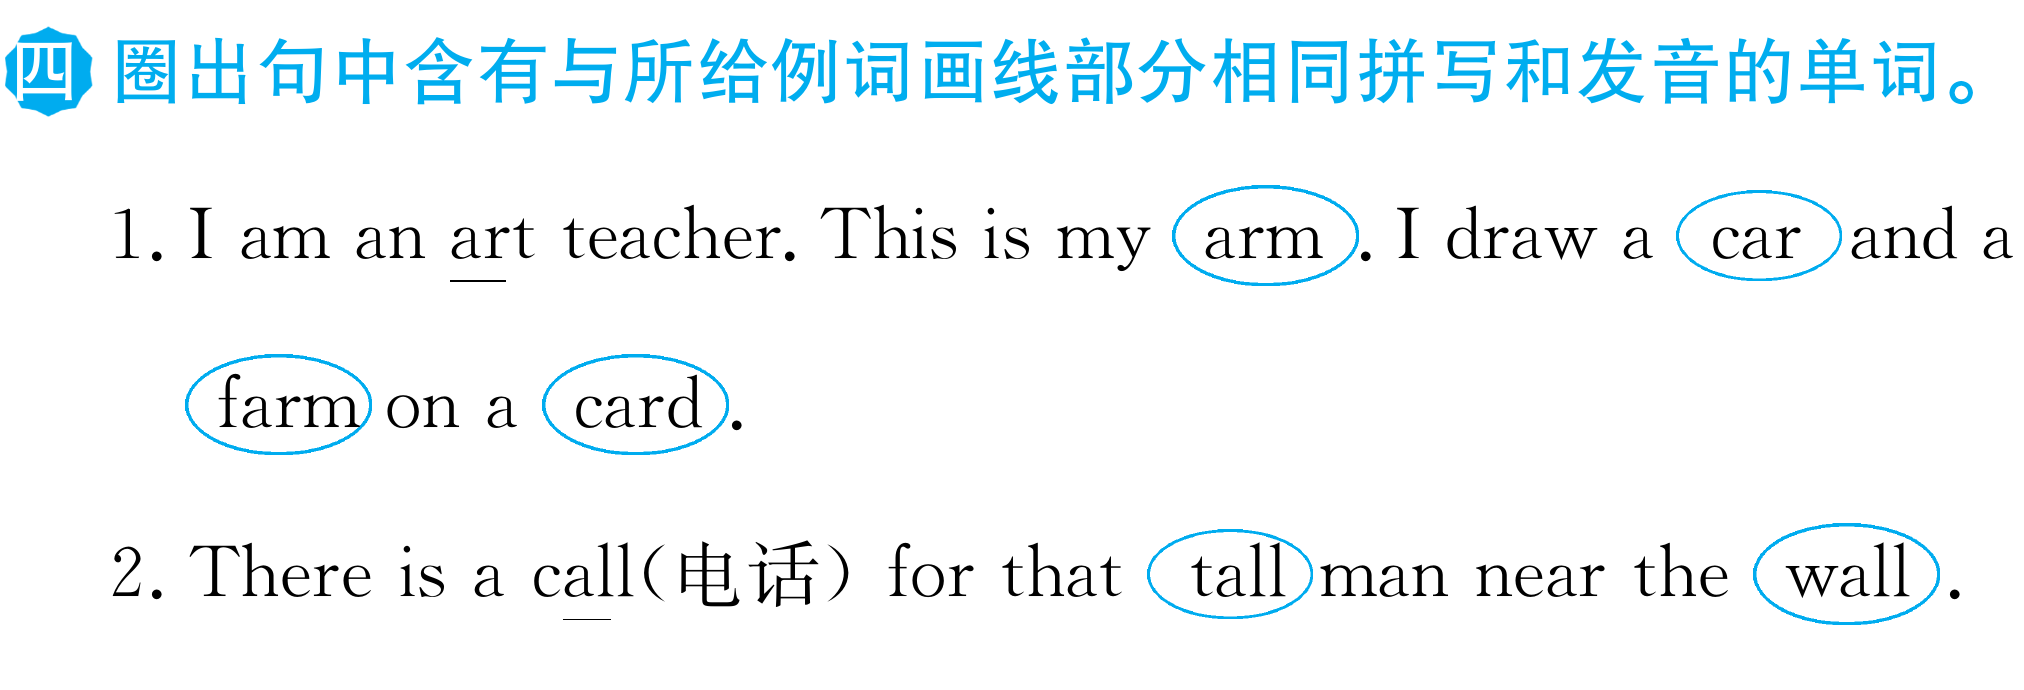 四 圈出句中含有与所给例词画线部分相同拼写和发音的单词。
1. I am an art teacher. This is my arm. I draw a car and a
farm on a card.
2. There is a call(电话) for that tall man near the wall.